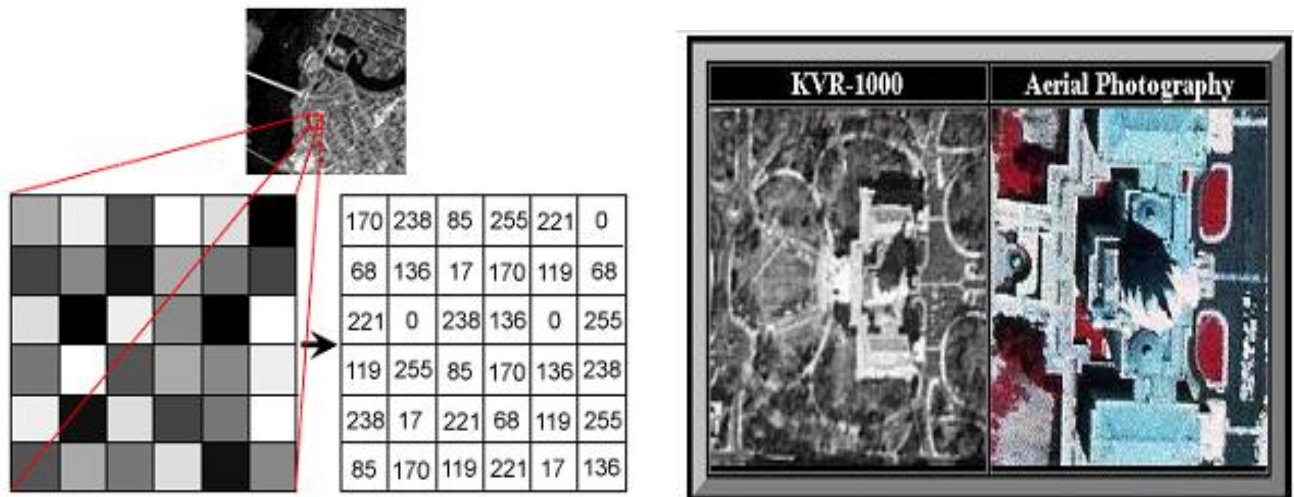 KVR-1000 Aerial Photography
170 238 85 255 221 0
68 136 17 170 119 68
221 0 238 136 0 255
119 255 85 170 136 238
238 17 221 68 119 255
85 170 119 221 17 136